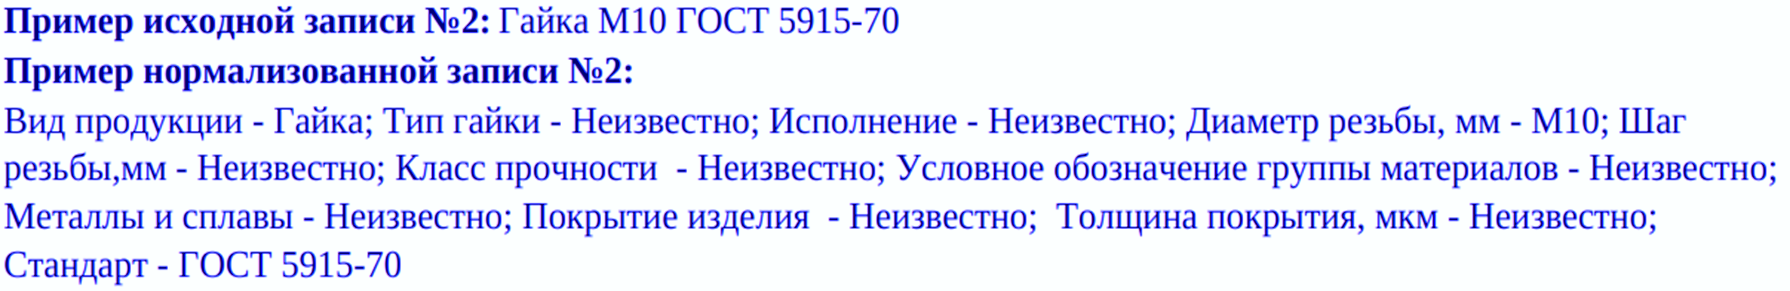 Пример исходной записи №2: Гайка М10 ГОСТ 5915-70
Пример нормализованной записи №2:
Вид продукции - Гайка; Тип гайки - Неизвестно; Исполнение - Неизвестно; Диаметр резьбы, мм - М10; Шаг
резьбы,мм - Неизвестно; Класс прочности  - Неизвестно; Условное обозначение группы материалов - Неизвестно;
Металлы и сплавы - Неизвестно; Покрытие изделия  - Неизвестно;  Толщина покрытия, мкм - Неизвестно;
Стандарт - ГОСТ 5915-70